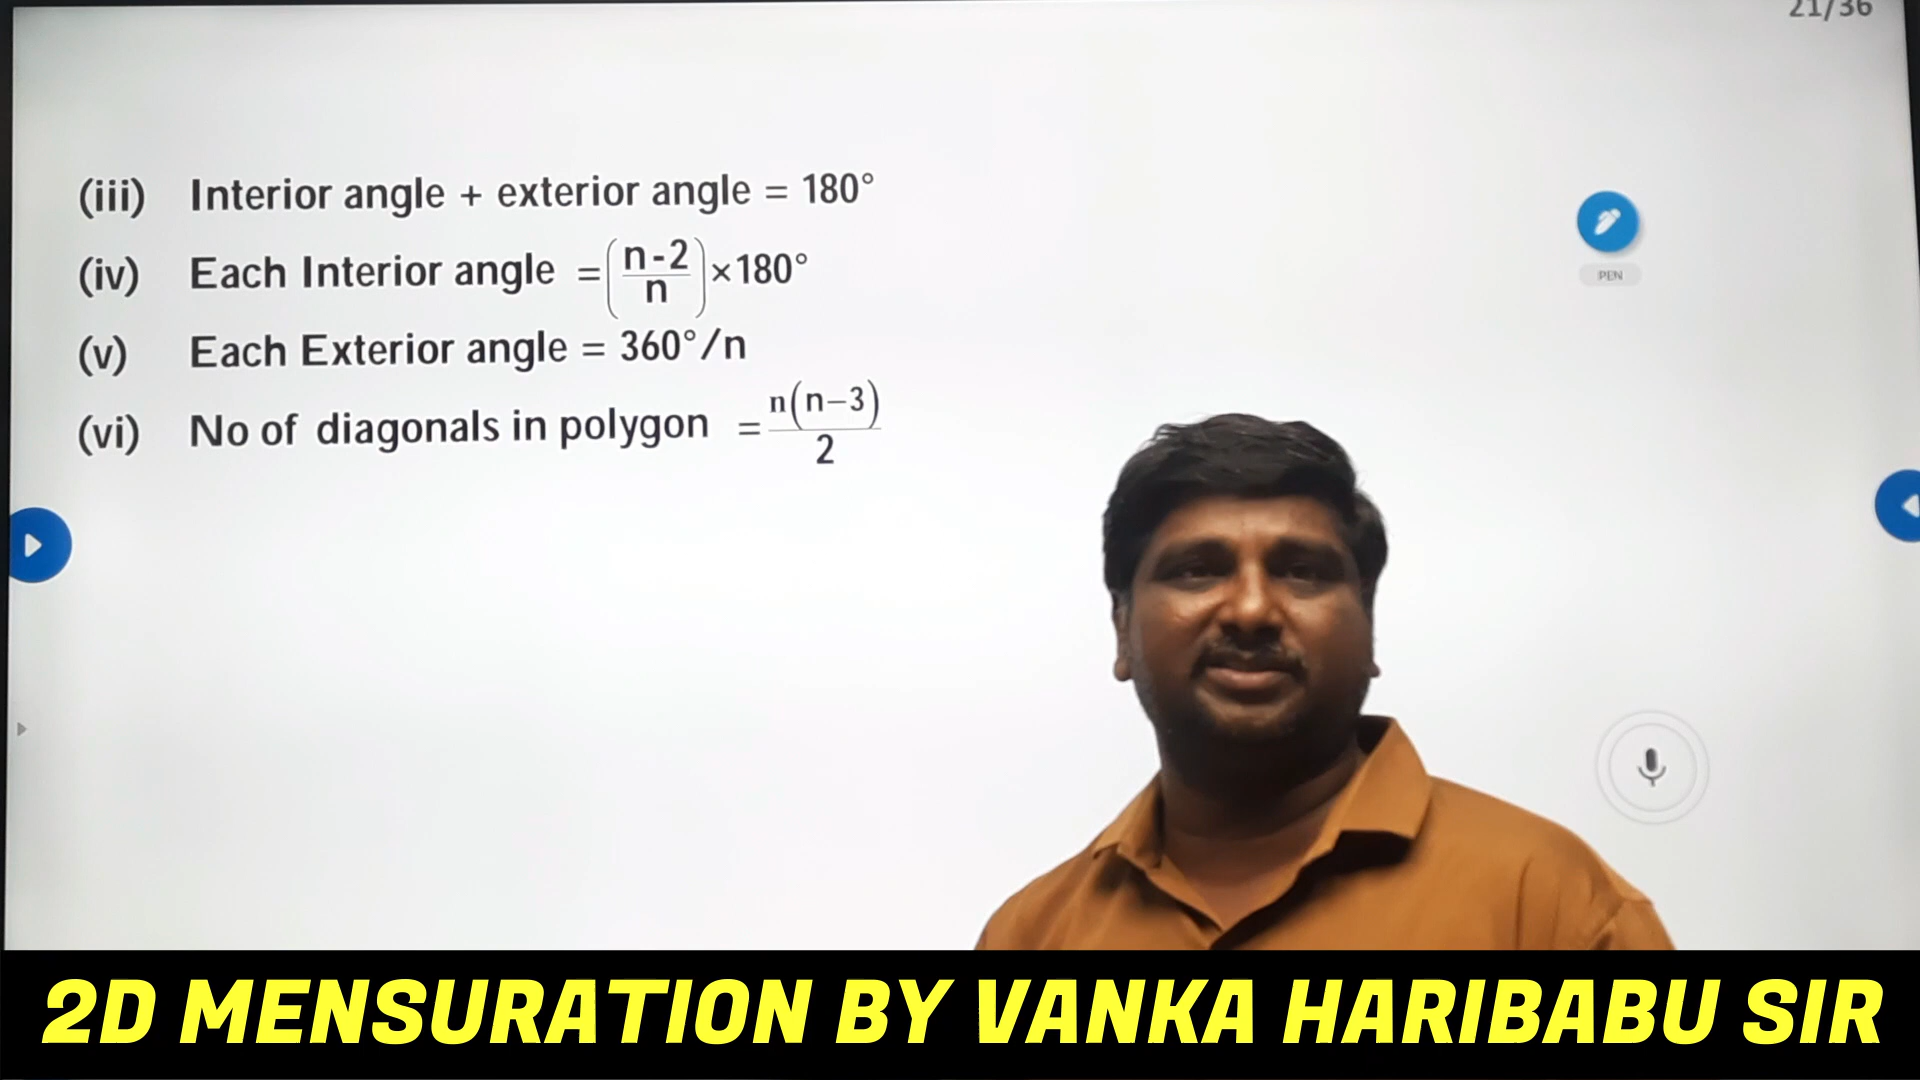 21/36
(iii) Interior angle + exterior angle = 180°
(iv) Each Interior angle = (n-2/n) ×180°
(v) Each Exterior angle = 360°/n
(vi) No of diagonals in polygon = n(n−3)/2
PEN
2D MENSURATION BY VANKA HARIBABU SIR